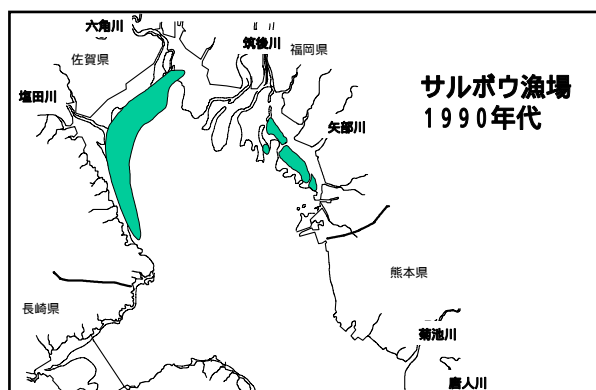 六角川
筑後川
福岡県
佐賀県
塩田川
サルボウ漁場
1990年代
矢部川
熊本県
長崎県
菊池川
唐人川